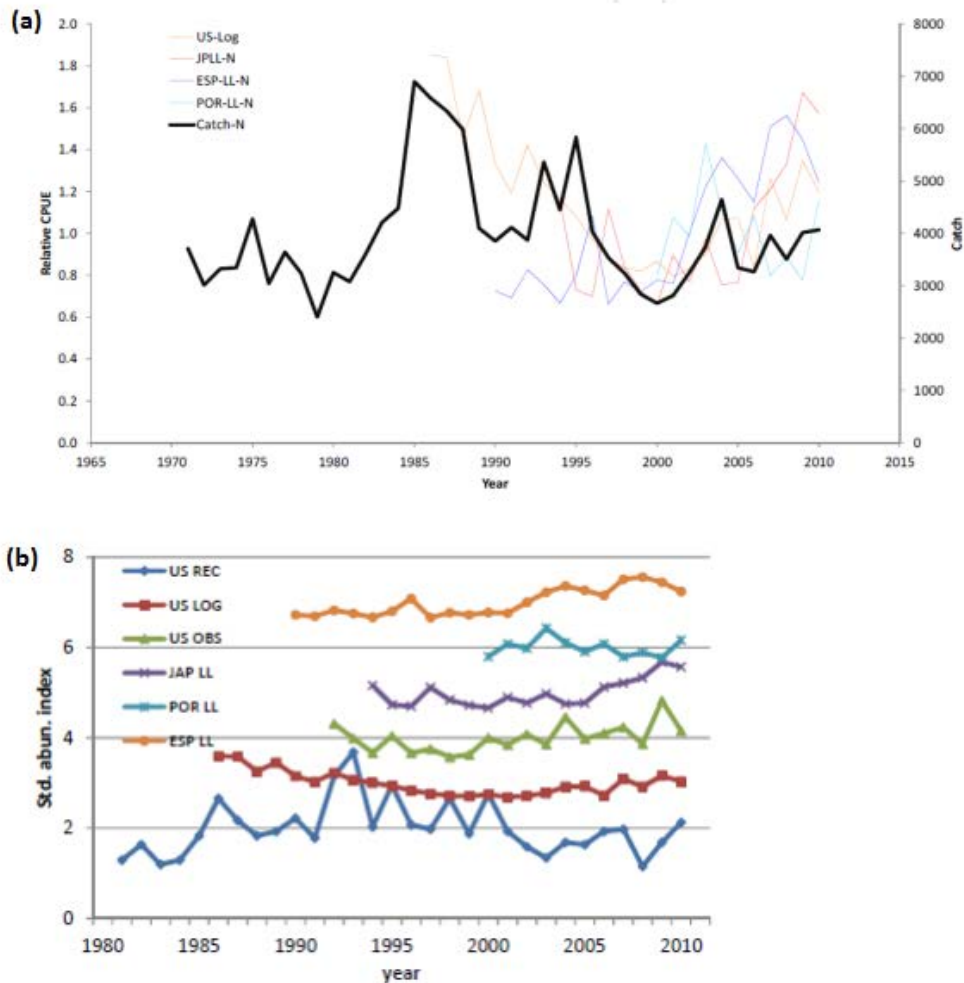 (a)
2.0
1.8
1.6
1.4
1.2
1.0
0.8
0.6
0.4
0.2
0.0
Relative CPUE
US-Log
JPLL-N
ESP-LL-N
POR-LL-N
Catch-N
8000
7000
6000
5000
4000
3000
2000
1000
0
Catch
1965 1970 1975 1980 1985 1990 1995 2000 2005 2010 2015
Year
(b)
8
6
4
2
0
Std. abun. index
US REC
US LOG
US OBS
JAP LL
POR LL
ESP LL
1980 1985 1990 1995 2000 2005 2010
year